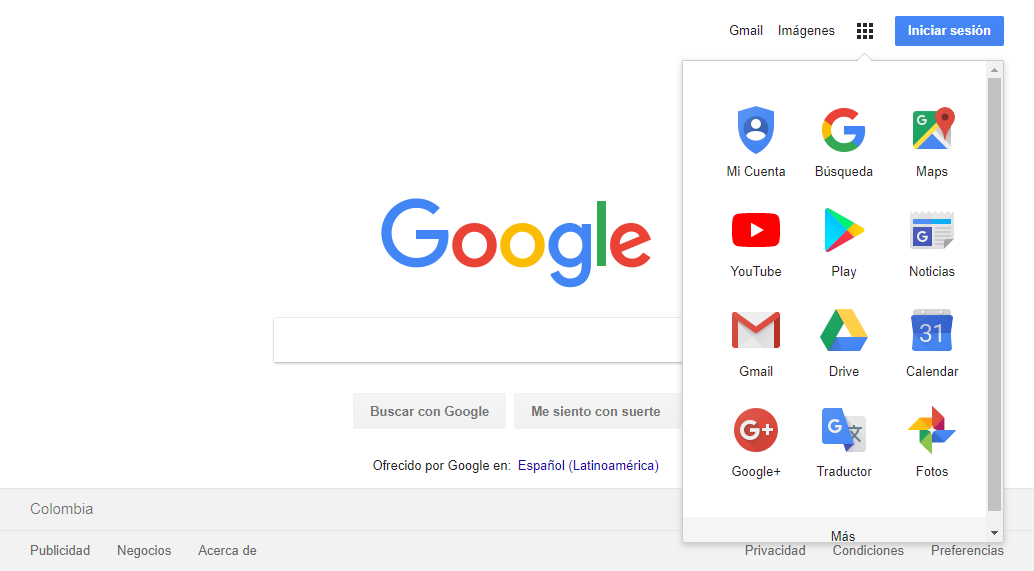 Gmail Imágenes Iniciar sesión
Mi Cuenta Búsqueda Maps
Google
YouTube Play Noticias
Gmail Drive Calendar
31
Buscar con Google Me siento con suerte
Google+ Traductor Fotos
Ofrecido por Google en: Español (Latinoamérica)
Colombia
Más
Publicidad Negocios Acerca de Privacidad Condiciones Preferencias